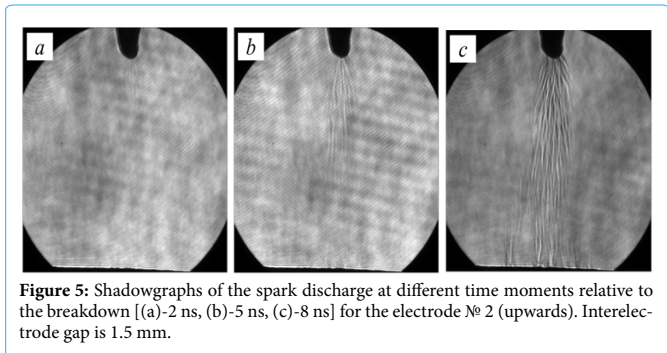 a
b
c
Figure 5: Shadowgraphs of the spark discharge at different time moments relative to
the breakdown [(a)-2 ns, (b)-5 ns, (c)-8 ns] for the electrode № 2 (upwards). Interelec-
trode gap is 1.5 mm.